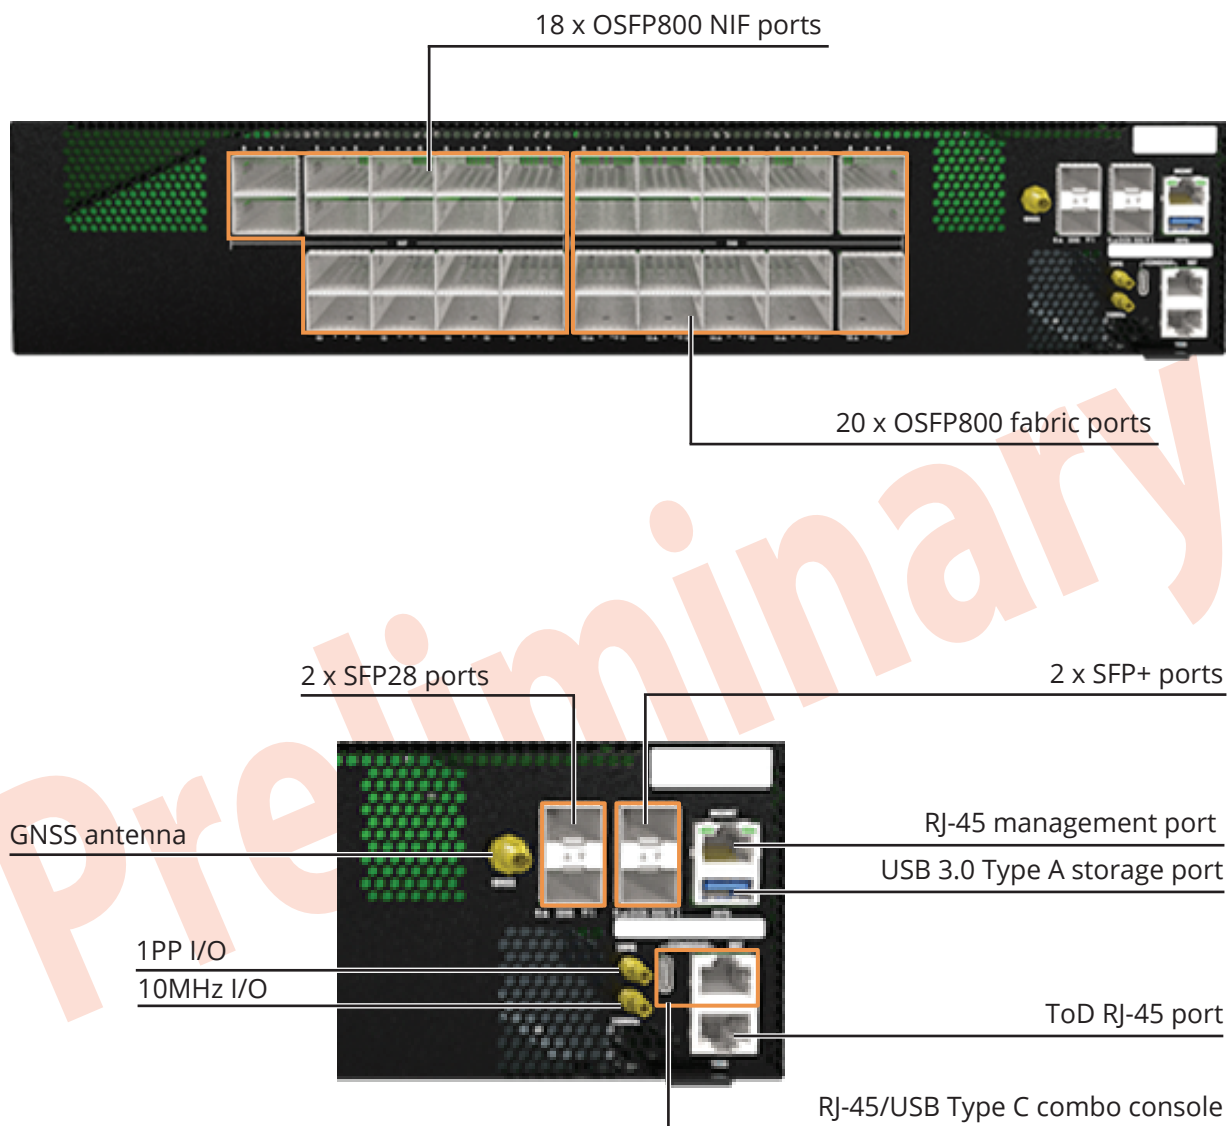 18 x OSFP800 NIF ports
20 x OSFP800 fabric ports
Preliminary
2 x SFP28 ports
2 x SFP+ ports
GNSS antenna
RJ-45 management port
USB 3.0 Type A storage port
1PP I/O
10MHz I/O
ToD RJ-45 port
RJ-45/USB Type C combo console